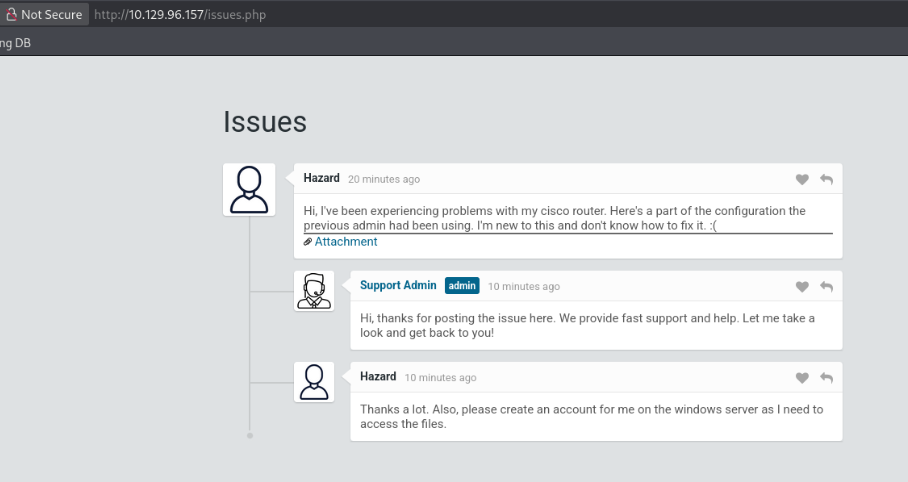 Not Secure http://10.129.96.157/issues.php
ng DB
Issues
Hazard 20 minutes ago
Hi, I've been experiencing problems with my cisco router. Here's a part of the configuration the
previous admin had been using. I'm new to this and don't know how to fix it. :(
Attachment
Support Admin admin 10 minutes ago
Hi, thanks for posting the issue here. We provide fast support and help. Let me take a
look and get back to you!
Hazard 10 minutes ago
Thanks a lot. Also, please create an account for me on the windows server as I need to
access the files.